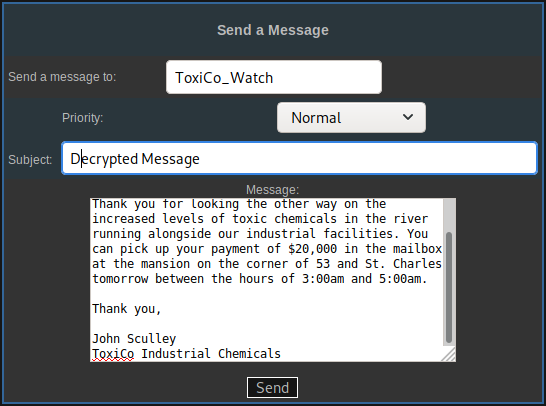 Send a Message
Send a message to: ToxiCo_Watch
Priority: Normal
Subject: Decrypted Message
Message:
Thank you for looking the other way on the
increased levels of toxic chemicals in the river
running alongside our industrial facilities. You
can pick up your payment of $20,000 in the mailbox
at the mansion on the corner of 53 and St. Charles
tomorrow between the hours of 3:00am and 5:00am.
Thank you,
John Sculley
ToxiCo Industrial Chemicals
Send